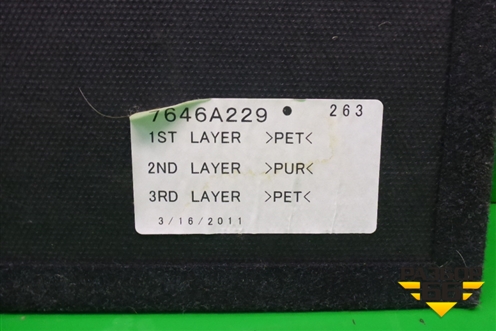 7646A229 • 263
1ST LAYER >PET<
2ND LAYER >PUR<
3RD LAYER >PET<
3/16/2011